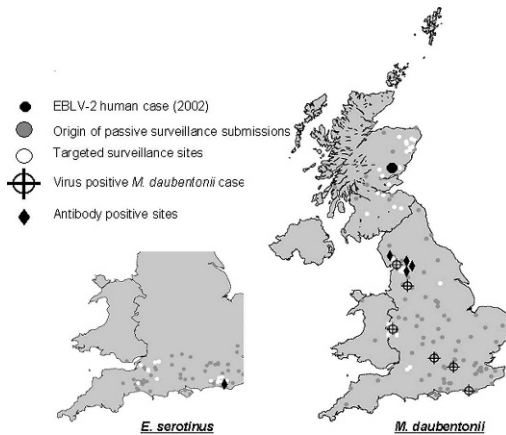 EBLV-2 human case (2002)
Origin of passive surveillance submissions
Targeted surveillance sites
Virus positive M. daubentonii case
Antibody positive sites
E. serotinus
M. daubentonii